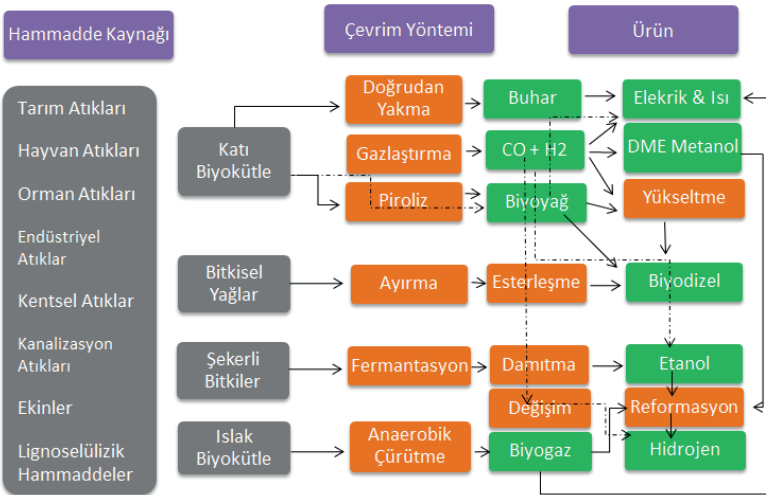 Hammadde Kaynağı
Çevrim Yöntemi
Ürün
Tarım Atıkları
Hayvan Atıkları
Orman Atıkları
Endüstriyel
Atıklar
Kentsel Atıklar
Kanalizasyon
Atıkları
Ekinler
Lignoselülizik
Hammaddeler
Katı
Biyokütle
Doğrudan
Yakma
Buhar
Elekrik & Isı
Gazlaştırma
CO + H2
DME Metanol
Piroliz
Biyoyağ
Yükseltme
Bitkisel
Yağlar
Ayırma
Esterleşme
Biyodizel
Şekerli
Bitkiler
Fermantasyon
Damıtma
Etanol
Değişim
Reformasyon
Islak
Biyokütle
Anaerobik
Çürütme
Biyogaz
Hidrojen